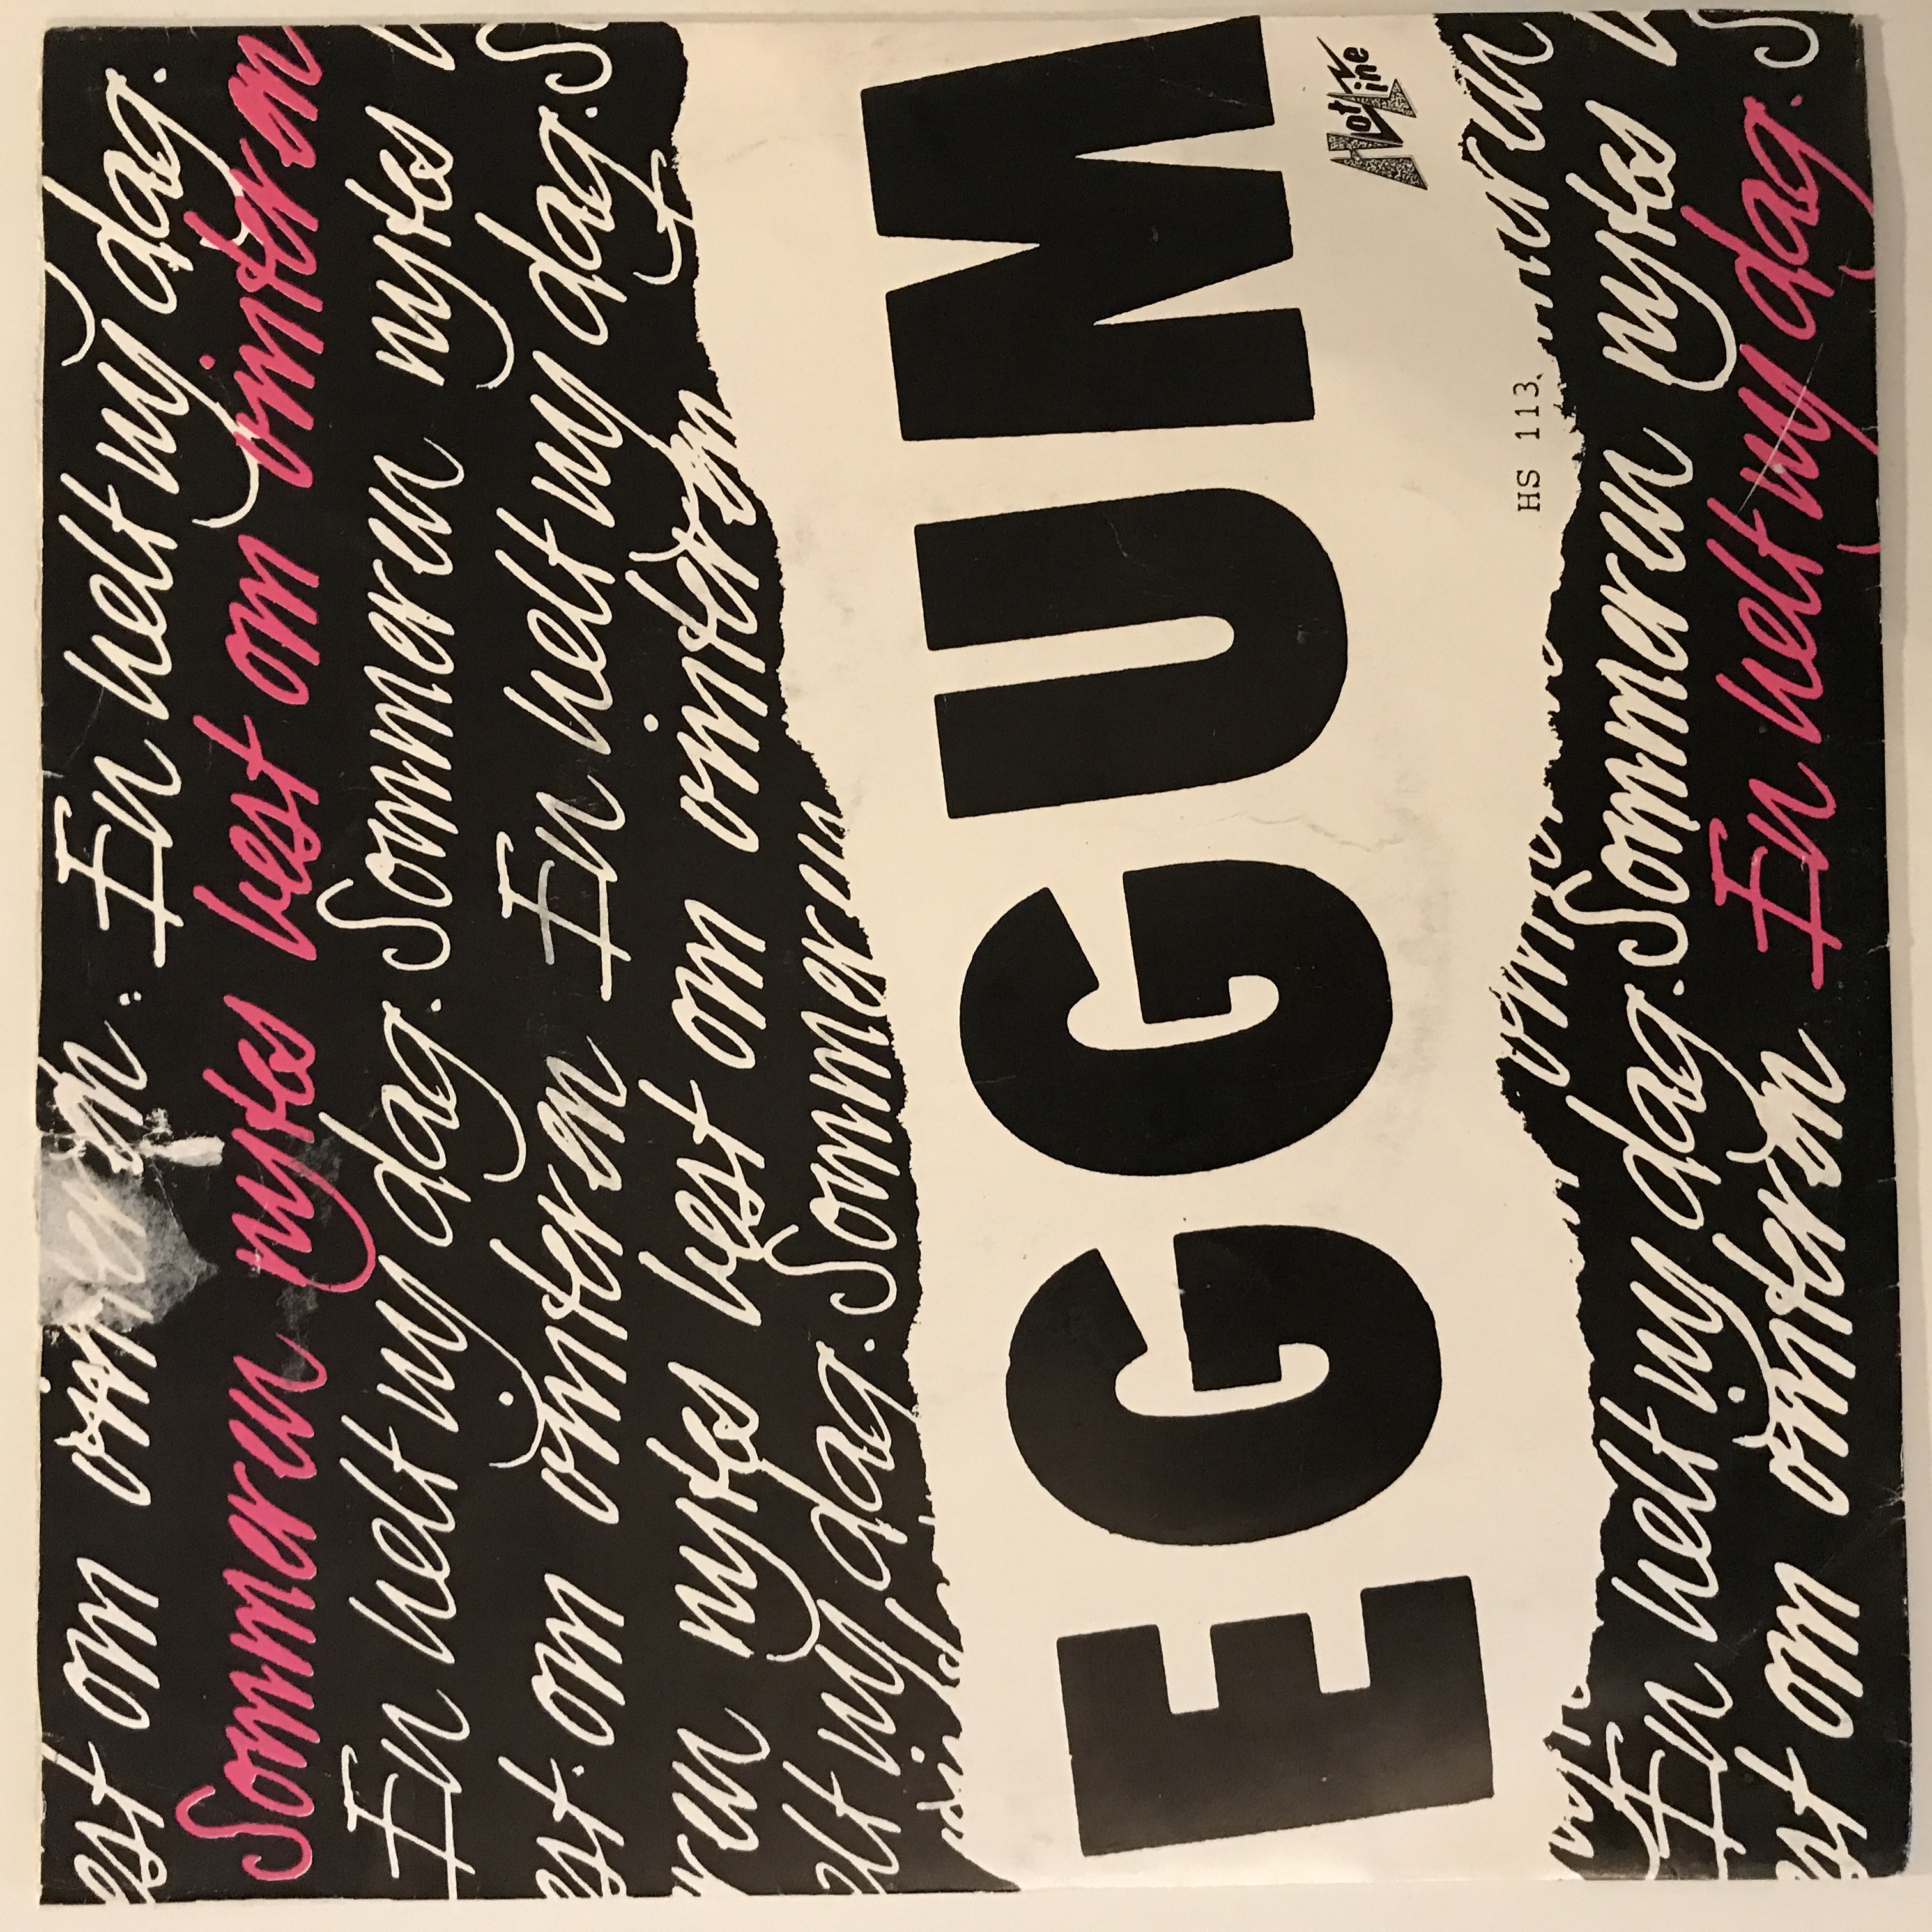 est om vinteren. En helt ny dag.
Sommeren nytes best om vinteren
En helt ny dag. Sommeren nytes b
est. om vinteren En helt ny dag. So
ren nytes best om vinteren
elt ny dag. Sommeren
EGGUM
Hot Line
HS 113
En helt ny dag. Sommeren nytes b
est om vinteren En helt ny dag. S